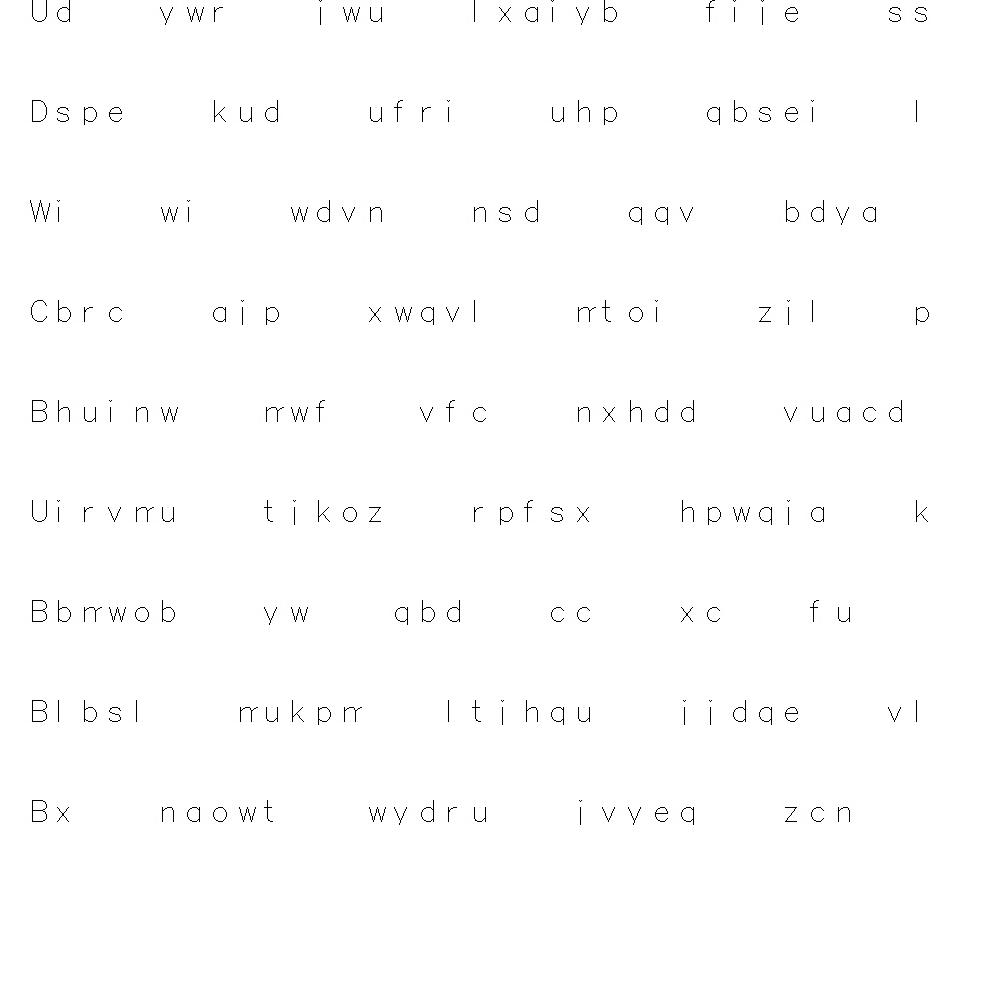 Ud ywr jwu lxaiyb fije ss
Dspe kud ufri uhp qbsei l
Wi wi wdvn nsd qqv bdya
Cbrc ajp xwqvl mtoi zjl p
Bhuinw mwf vfc nxhdd vuacd
Uirvmu tjkoz rpfsx hpwqja k
Bbmwob yw qbd cc xc fu
Blbsl mukpm ltjhqu jjdqe vl
Bx naowt wydru jvyeq zcn